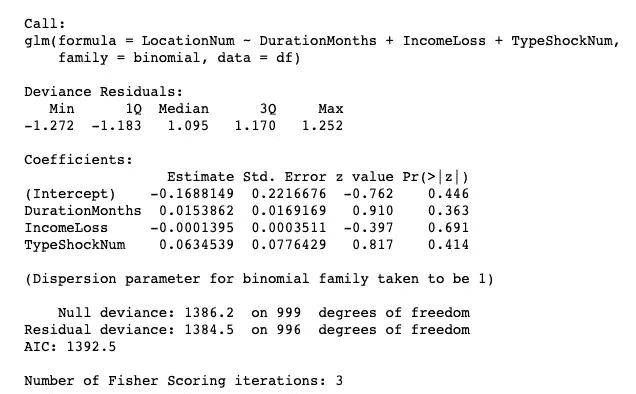 Call:
glm(formula = LocationNum ~ DurationMonths + IncomeLoss + TypeShockNum,
    family = binomial, data = df)

Deviance Residuals:
   Min      1Q  Median      3Q     Max
-1.272  -1.183   1.095   1.170   1.252

Coefficients:
                 Estimate Std. Error z value Pr(>|z|)
(Intercept)    -0.1688149  0.2216676  -0.762    0.446
DurationMonths  0.0153862  0.0169169   0.910    0.363
IncomeLoss     -0.0001395  0.0003511  -0.397    0.691
TypeShockNum    0.0634539  0.0776429   0.817    0.414

(Dispersion parameter for binomial family taken to be 1)

    Null deviance: 1386.2  on 999  degrees of freedom
Residual deviance: 1384.5  on 996  degrees of freedom
AIC: 1392.5

Number of Fisher Scoring iterations: 3